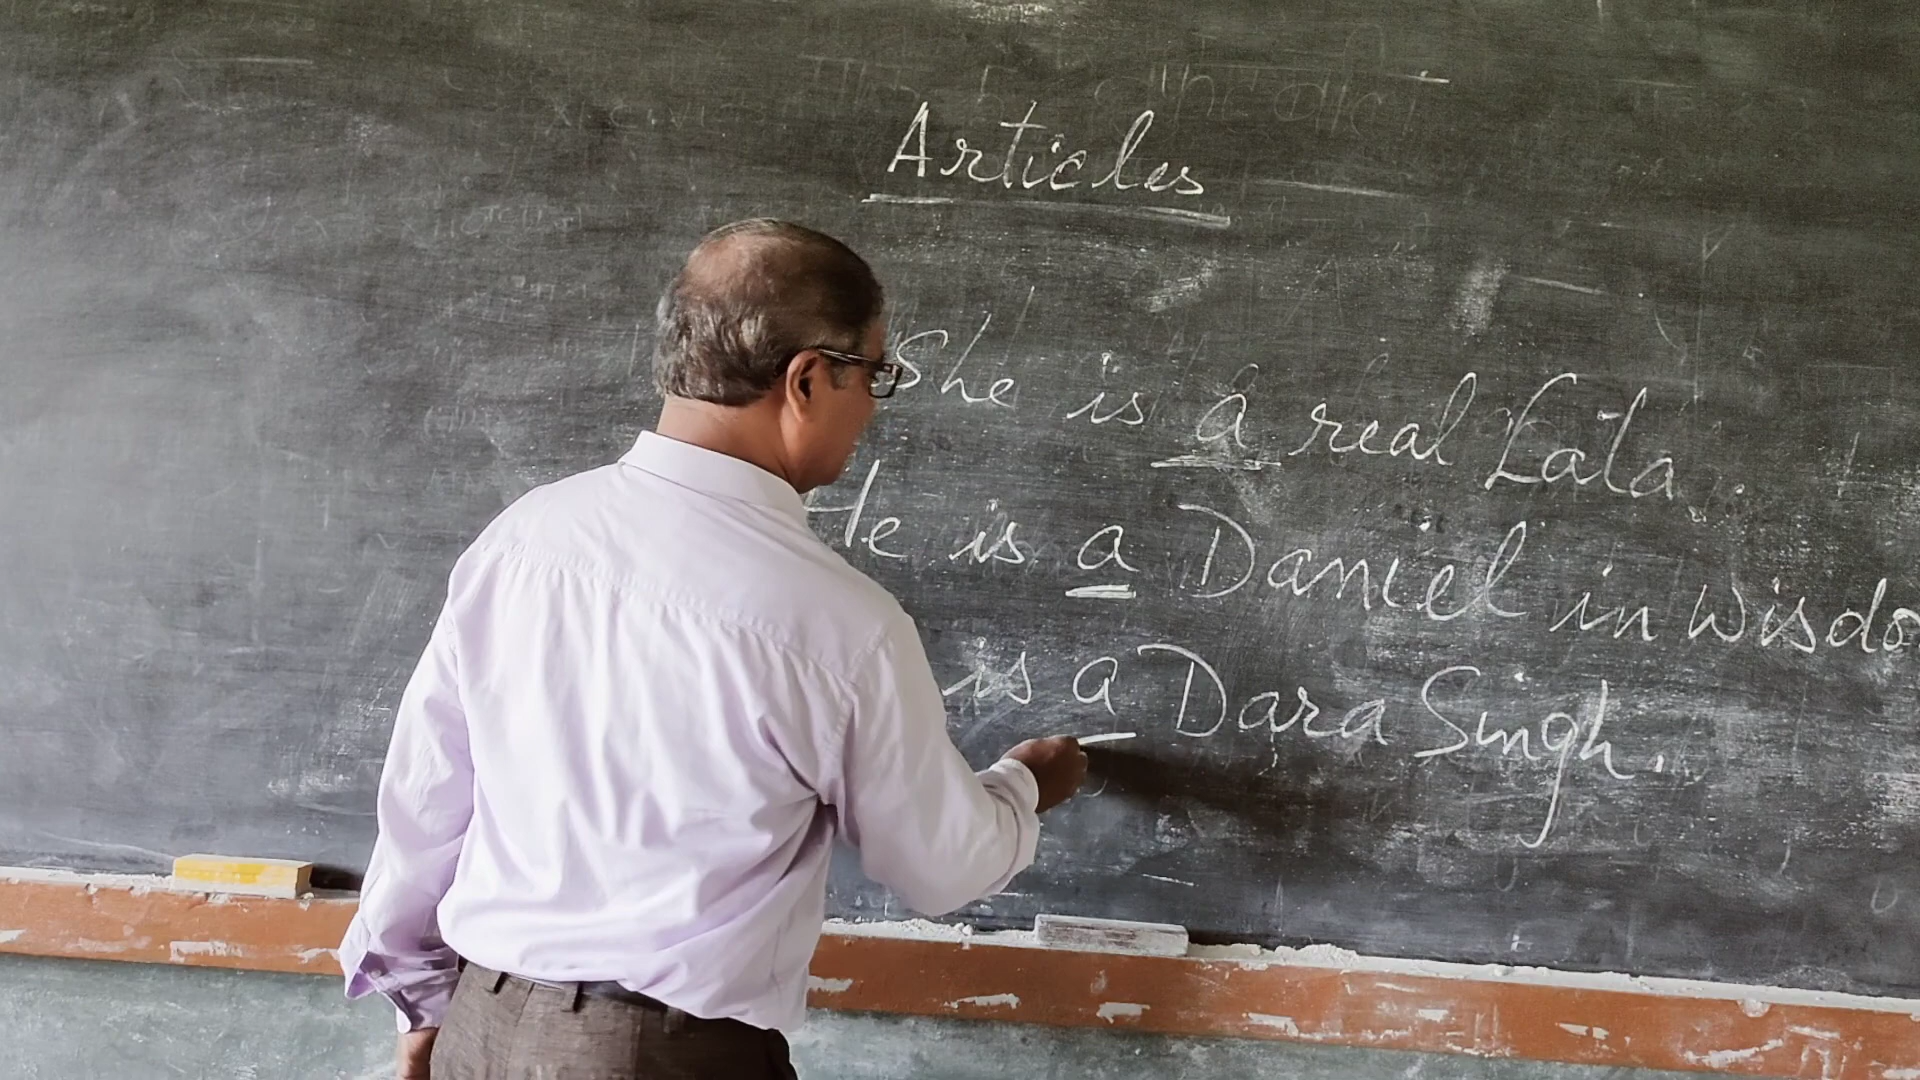 Articles
She is a real Lata.
He is a Daniel in wisdo
is a Dara Singh.